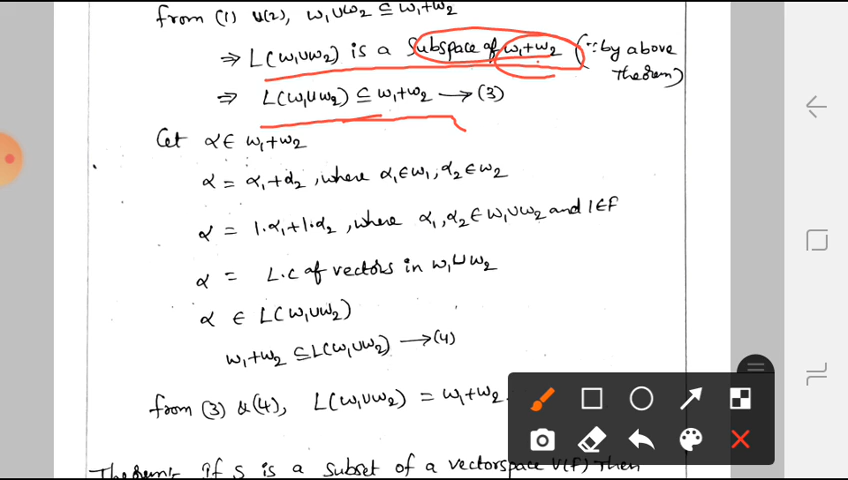 from (1) & (2), W₁∪W₂ ⊆ W₁+W₂
⇒ L(W₁∪W₂) is a Subspace of W₁+W₂ (∵ by above Theorem)
⇒ L(W₁∪W₂) ⊆ W₁+W₂ → (3)
Let α ∈ W₁+W₂
α = α₁+α₂, where α₁∈W₁, α₂∈W₂
α = 1·α₁+1·α₂, where α₁, α₂ ∈ W₁∪W₂ and 1∈F
α = L.C of vectors in W₁∪W₂
α ∈ L(W₁∪W₂)
W₁+W₂ ⊆ L(W₁∪W₂) → (4)
from (3) & (4), L(W₁∪W₂) = W₁+W₂.
Theorem:- If S is a Subset of a vectorspace V(F) then